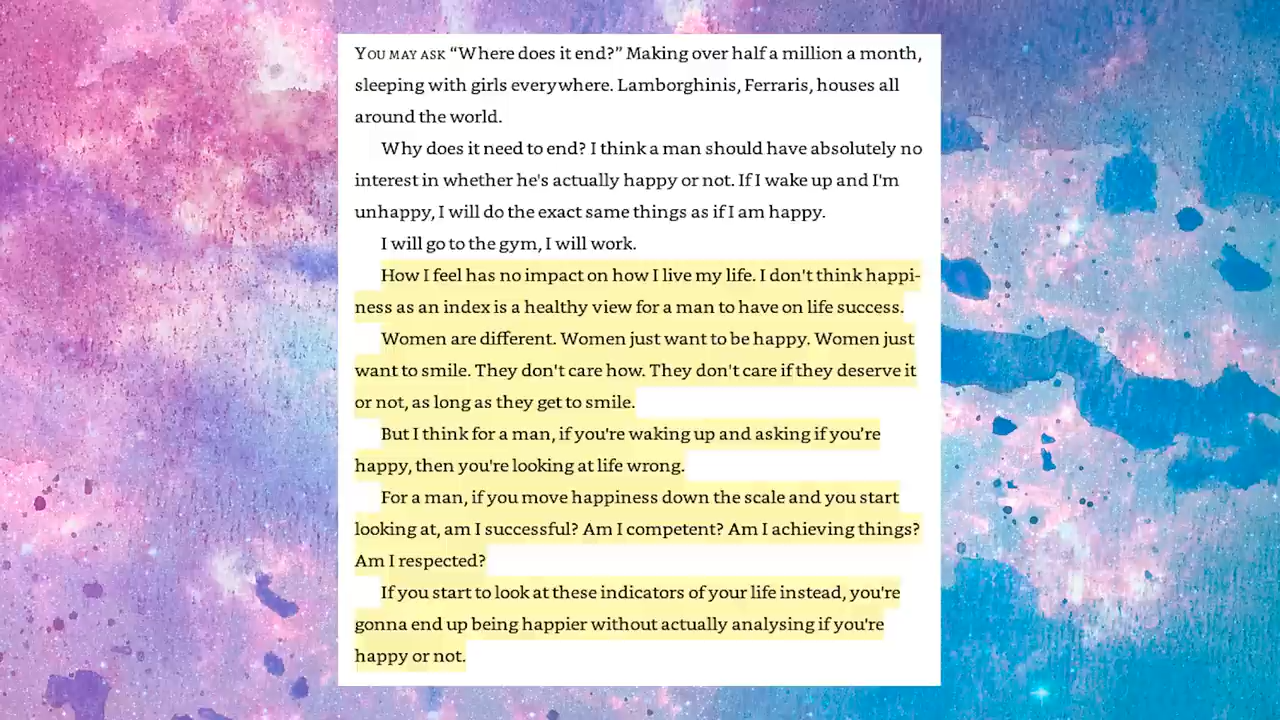 YOU MAY ASK “Where does it end?” Making over half a million a month,
sleeping with girls everywhere. Lamborghinis, Ferraris, houses all
around the world.
Why does it need to end? I think a man should have absolutely no
interest in whether he's actually happy or not. If I wake up and I'm
unhappy, I will do the exact same things as if I am happy.
I will go to the gym, I will work.
How I feel has no impact on how I live my life. I don't think happi-
ness as an index is a healthy view for a man to have on life success.
Women are different. Women just want to be happy. Women just
want to smile. They don't care how. They don't care if they deserve it
or not, as long as they get to smile.
But I think for a man, if you're waking up and asking if you’re
happy, then you're looking at life wrong.
For a man, if you move happiness down the scale and you start
looking at, am I successful? Am I competent? Am I achieving things?
Am I respected?
If you start to look at these indicators of your life instead, you're
gonna end up being happier without actually analysing if you're
happy or not.